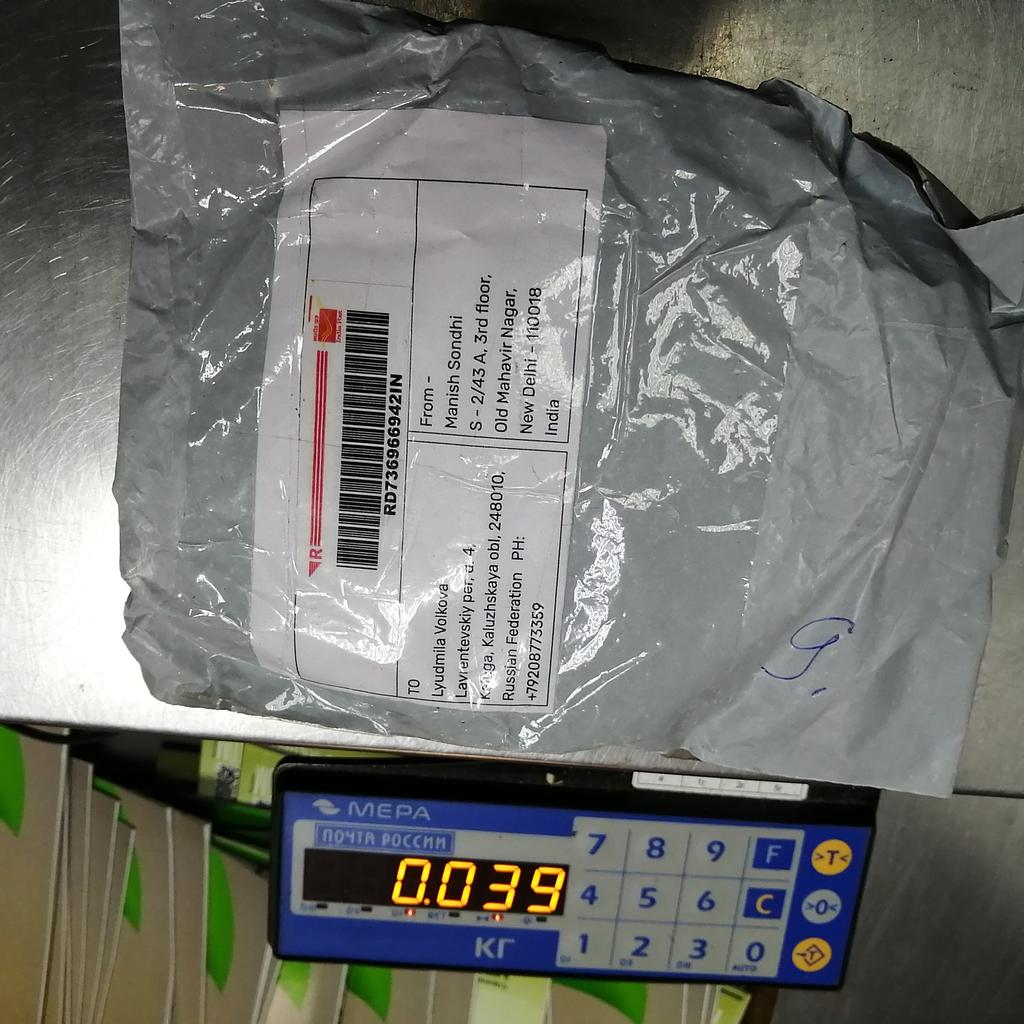 R
India Post
RD736966942IN
From -
Manish Sondhi
S - 2/43 A, 3rd floor,
Old Mahavir Nagar,
New Delhi - 110018
India
TO
Lyudmila Volkova
Lavrentevskiy per, d. 4,
Kaluga, Kaluzhskaya obl, 248010,
Russian Federation PH:
+79208773359
МЕРА
ПОЧТА РОССИИ
0.039
КГ
7 8 9 F
4 5 6 C
1 2 3 0
AUTO
>T<
>0<
T